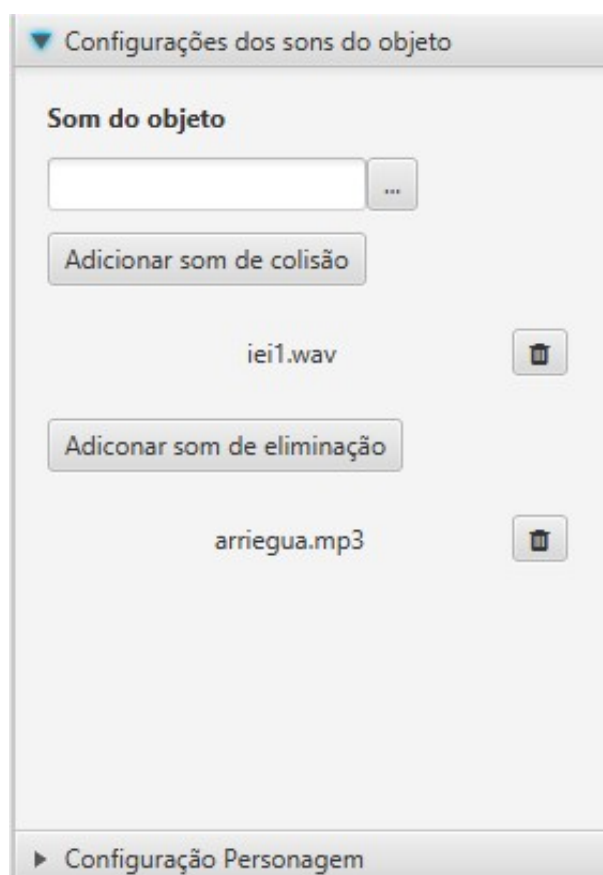 Configurações dos sons do objeto
Som do objeto
...
Adicionar som de colisão
iei1.wav
Adiconar som de eliminação
arriegua.mp3
Configuração Personagem